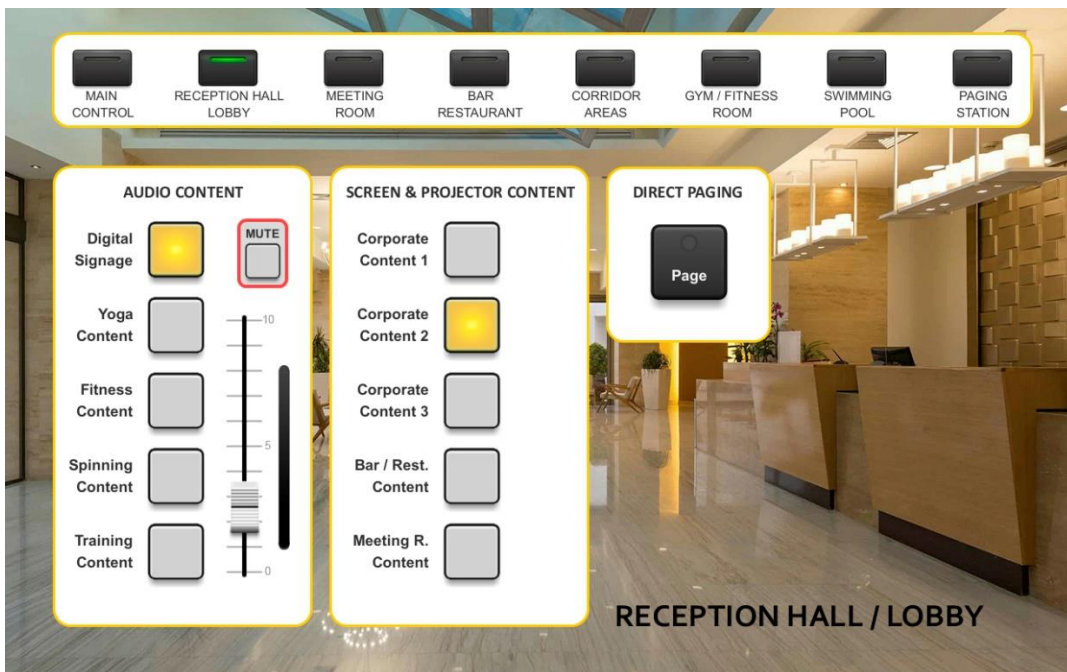 MAIN
CONTROL
RECEPTION HALL
LOBBY
MEETING
ROOM
BAR
RESTAURANT
CORRIDOR
AREAS
GYM / FITNESS
ROOM
SWIMMING
POOL
PAGING
STATION
AUDIO CONTENT
Digital
Signage
MUTE
Yoga
Content
10
Fitness
Content
5
Spinning
Content
Training
Content
0
SCREEN & PROJECTOR CONTENT
Corporate
Content 1
Corporate
Content 2
Corporate
Content 3
Bar / Rest.
Content
Meeting R.
Content
DIRECT PAGING
Page
RECEPTION HALL / LOBBY